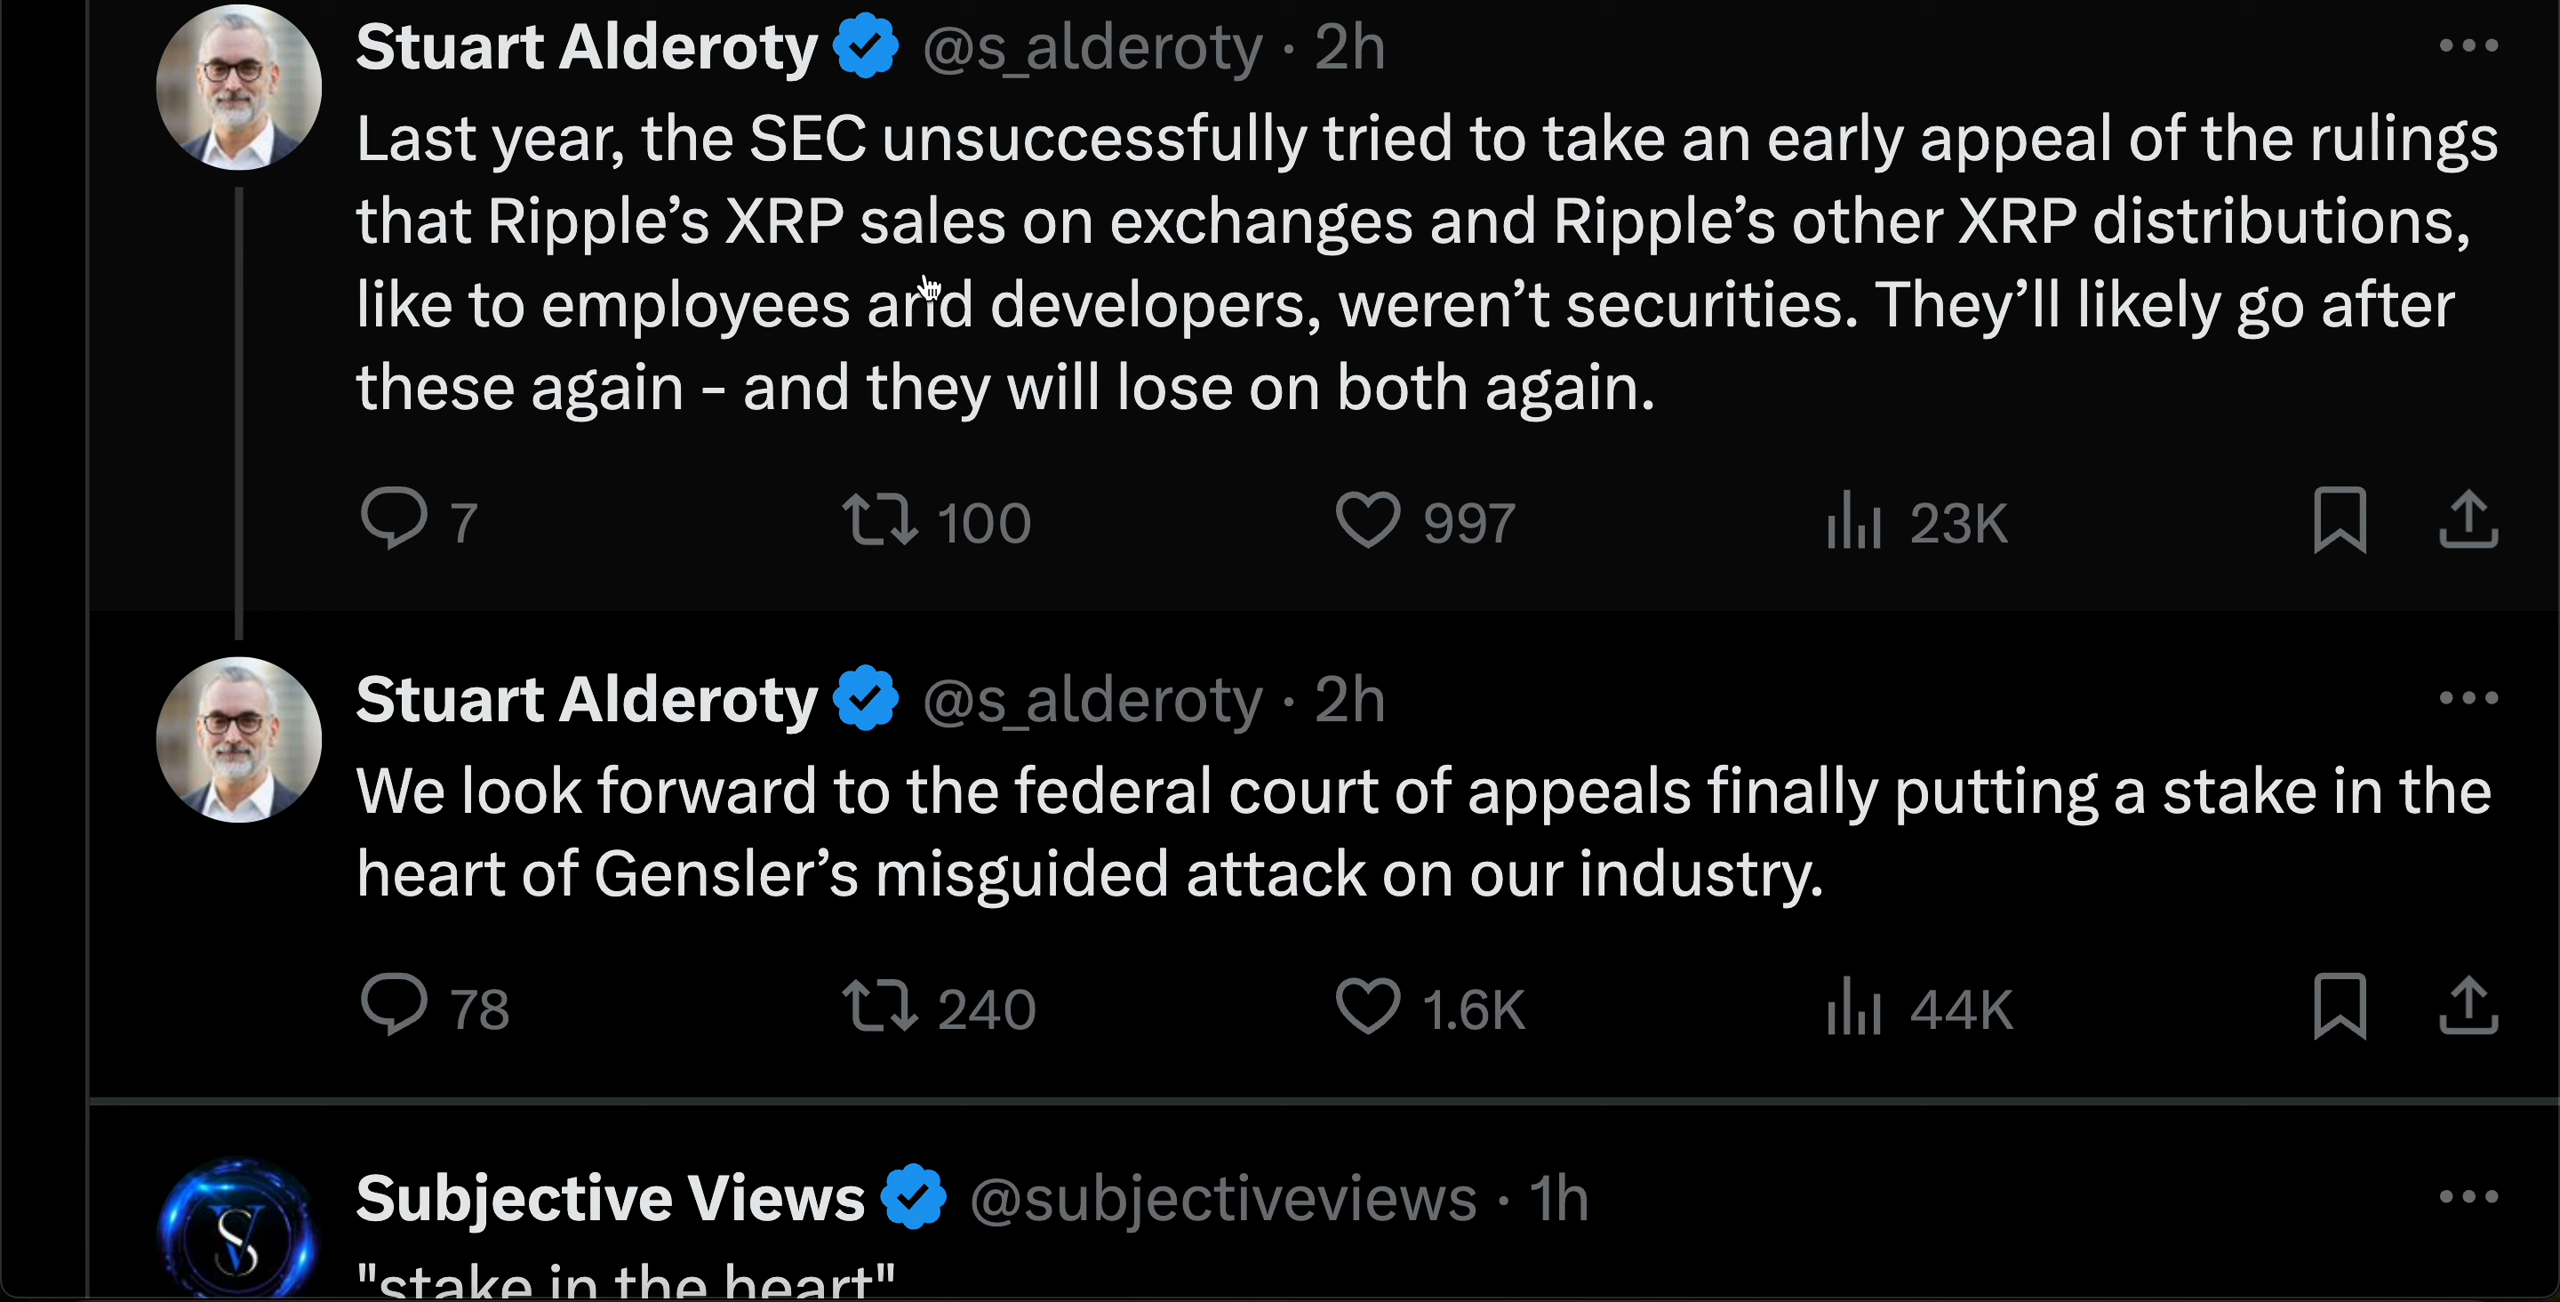 Stuart Alderoty @s_alderoty · 2h
Last year, the SEC unsuccessfully tried to take an early appeal of the rulings
that Ripple’s XRP sales on exchanges and Ripple’s other XRP distributions,
like to employees and developers, weren’t securities. They’ll likely go after
these again - and they will lose on both again.
7 100 997 23K
Stuart Alderoty @s_alderoty · 2h
We look forward to the federal court of appeals finally putting a stake in the
heart of Gensler’s misguided attack on our industry.
78 240 1.6K 44K
Subjective Views @subjectiveviews · 1h
"stake in the heart"